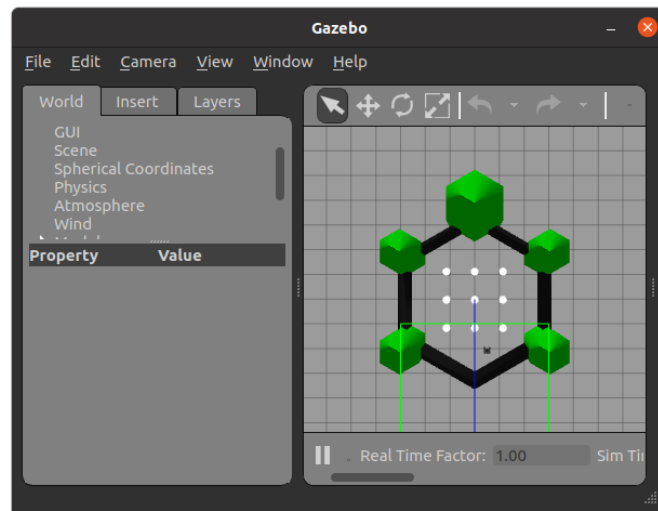 Gazebo
File Edit Camera View Window Help
World Insert Layers
GUI
Scene
Spherical Coordinates
Physics
Atmosphere
Wind
Property Value
Real Time Factor: 1.00 Sim Ti